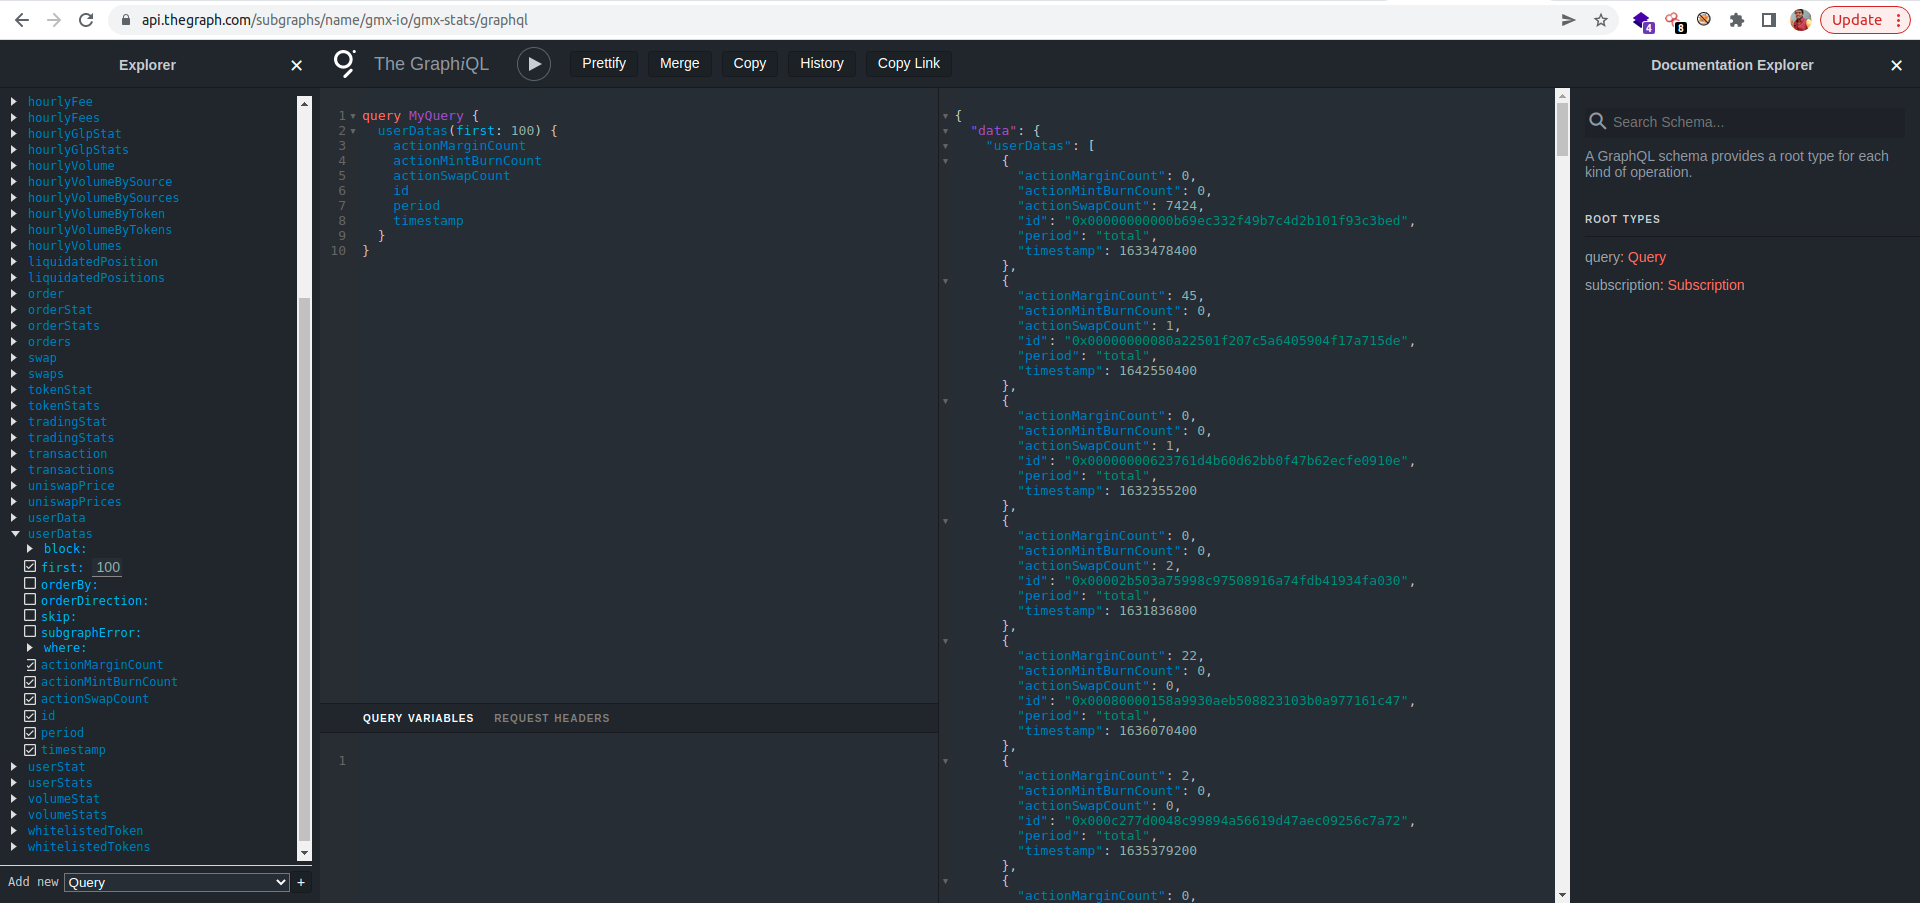 api.thegraph.com/subgraphs/name/gmx-io/gmx-stats/graphql
4
8
Update
Explorer
The GraphiQL
Prettify
Merge
Copy
History
Copy Link
Documentation Explorer
hourlyFee
hourlyFees
hourlyGlpStat
hourlyGlpStats
hourlyVolume
hourlyVolumeBySource
hourlyVolumeBySources
hourlyVolumeByToken
hourlyVolumeByTokens
hourlyVolumes
liquidatedPosition
liquidatedPositions
order
orderStat
orderStats
orders
swap
swaps
tokenStat
tokenStats
tradingStat
tradingStats
transaction
transactions
uniswapPrice
uniswapPrices
userData
userDatas
block:
first: 100
orderBy:
orderDirection:
skip:
subgraphError:
where:
actionMarginCount
actionMintBurnCount
actionSwapCount
id
period
timestamp
userStat
userStats
volumeStat
volumeStats
whitelistedToken
whitelistedTokens
Add new Query +
1 query MyQuery {
2 userDatas(first: 100) {
3 actionMarginCount
4 actionMintBurnCount
5 actionSwapCount
6 id
7 period
8 timestamp
9 }
10 }
QUERY VARIABLES REQUEST HEADERS
1
{
"data": {
"userDatas": [
{
"actionMarginCount": 0,
"actionMintBurnCount": 0,
"actionSwapCount": 7424,
"id": "0x00000000000b69ec332f49b7c4d2b101f93c3bed",
"period": "total",
"timestamp": 1633478400
},
{
"actionMarginCount": 45,
"actionMintBurnCount": 0,
"actionSwapCount": 1,
"id": "0x00000000080a22501f207c5a6405904f17a715de",
"period": "total",
"timestamp": 1642550400
},
{
"actionMarginCount": 0,
"actionMintBurnCount": 0,
"actionSwapCount": 1,
"id": "0x00000000623761d4b60d62bb0f47b62ecfe0910e",
"period": "total",
"timestamp": 1632355200
},
{
"actionMarginCount": 0,
"actionMintBurnCount": 0,
"actionSwapCount": 2,
"id": "0x00002b503a75998c97508916a74fdb41934fa030",
"period": "total",
"timestamp": 1631836800
},
{
"actionMarginCount": 22,
"actionMintBurnCount": 0,
"actionSwapCount": 0,
"id": "0x00080000158a9930aeb508823103b0a977161c47",
"period": "total",
"timestamp": 1636070400
},
{
"actionMarginCount": 2,
"actionMintBurnCount": 0,
"actionSwapCount": 0,
"id": "0x000c277d0048c99894a56619d47aec09256c7a72",
"period": "total",
"timestamp": 1635379200
},
{
"actionMarginCount": 0,
Search Schema...
A GraphQL schema provides a root type for each
kind of operation.
ROOT TYPES
query: Query
subscription: Subscription